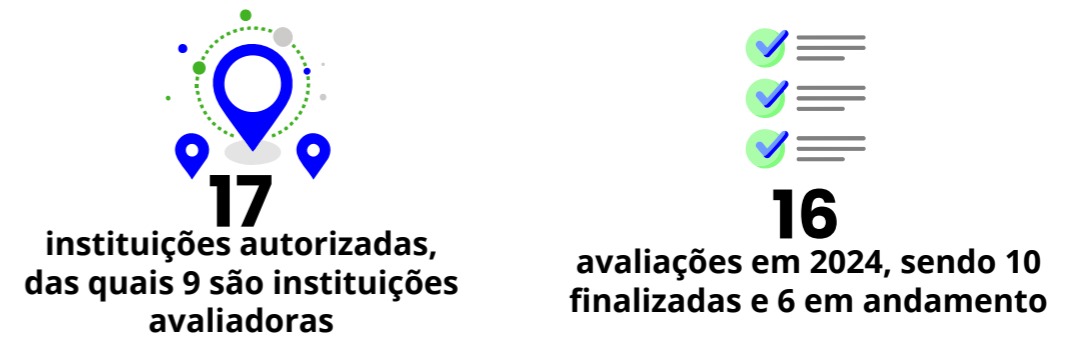 17
instituições autorizadas,
das quais 9 são instituições
avaliadoras
16
avaliações em 2024, sendo 10
finalizadas e 6 em andamento